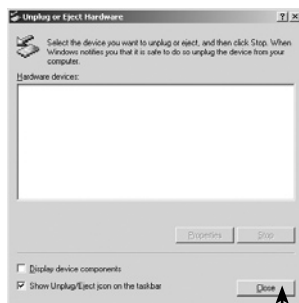 Unplug or Eject Hardware
Select the device you want to unplug or eject, and then click Stop. When
Windows notifies you that it is safe to do so unplug the device from your
computer.
Hardware devices:
Properties
Stop
Display device components
Show Unplug/Eject icon on the taskbar
Close